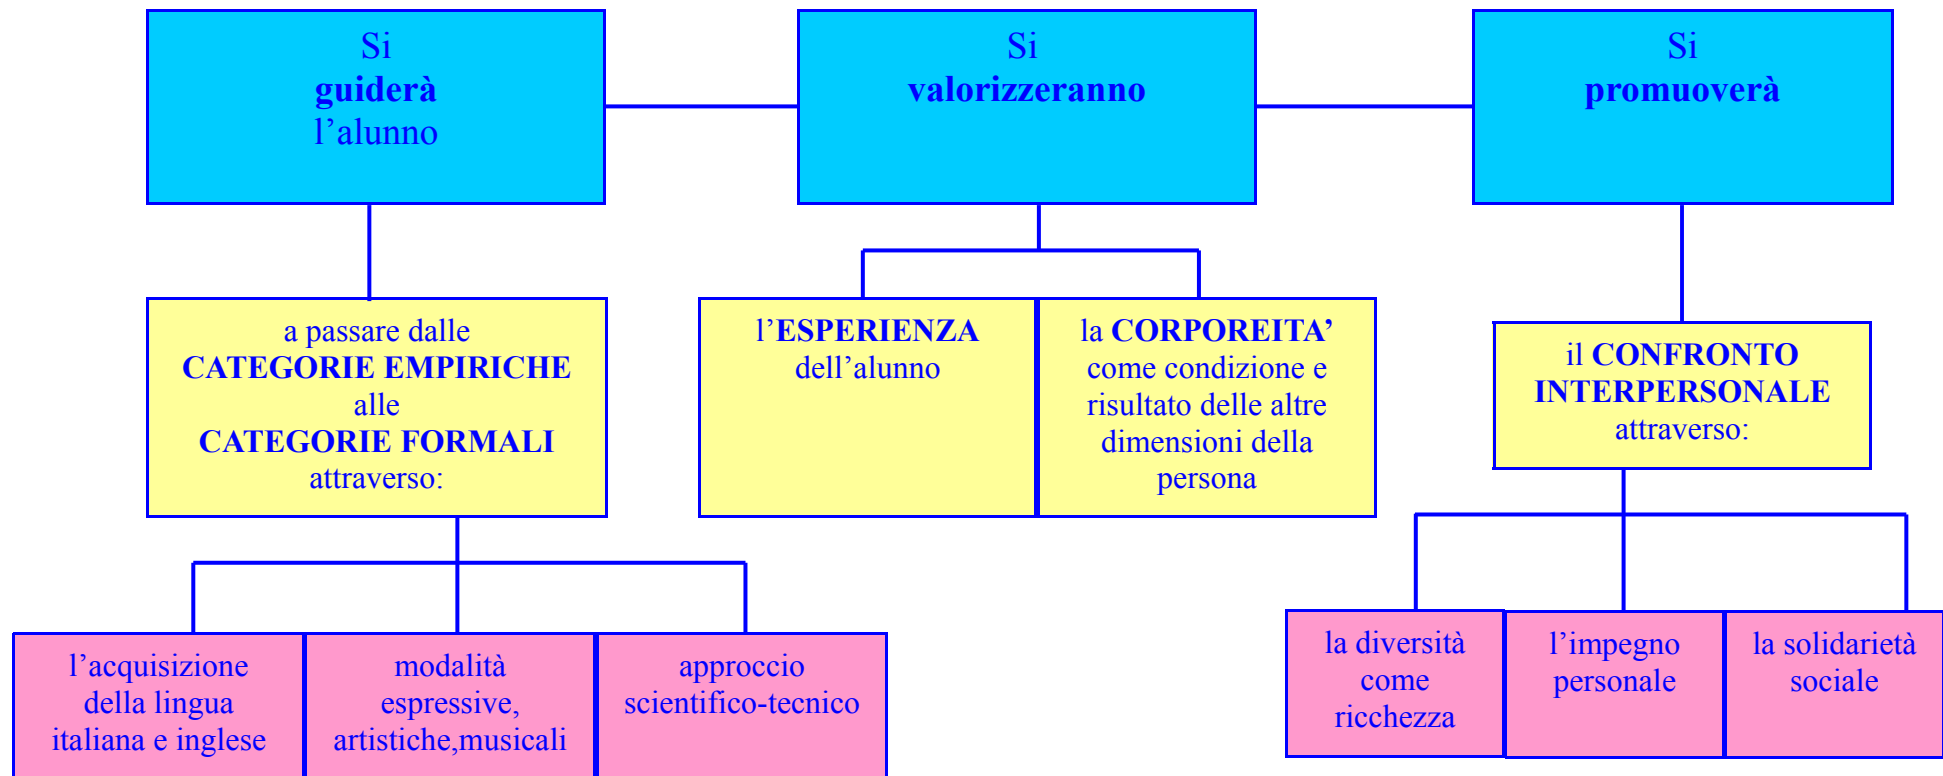 Si
guiderà
l’alunno
Si
valorizzeranno
Si
promuoverà
a passare dalle
CATEGORIE EMPIRICHE
alle
CATEGORIE FORMALI
attraverso:
l’ESPERIENZA
dell’alunno
la CORPOREITA’
come condizione e
risultato delle altre
dimensioni della
persona
il CONFRONTO
INTERPERSONALE
attraverso:
l’acquisizione
della lingua
italiana e inglese
modalità
espressive,
artistiche,musicali
approccio
scientifico-tecnico
la diversità
come
ricchezza
l’impegno
personale
la solidarietà
sociale